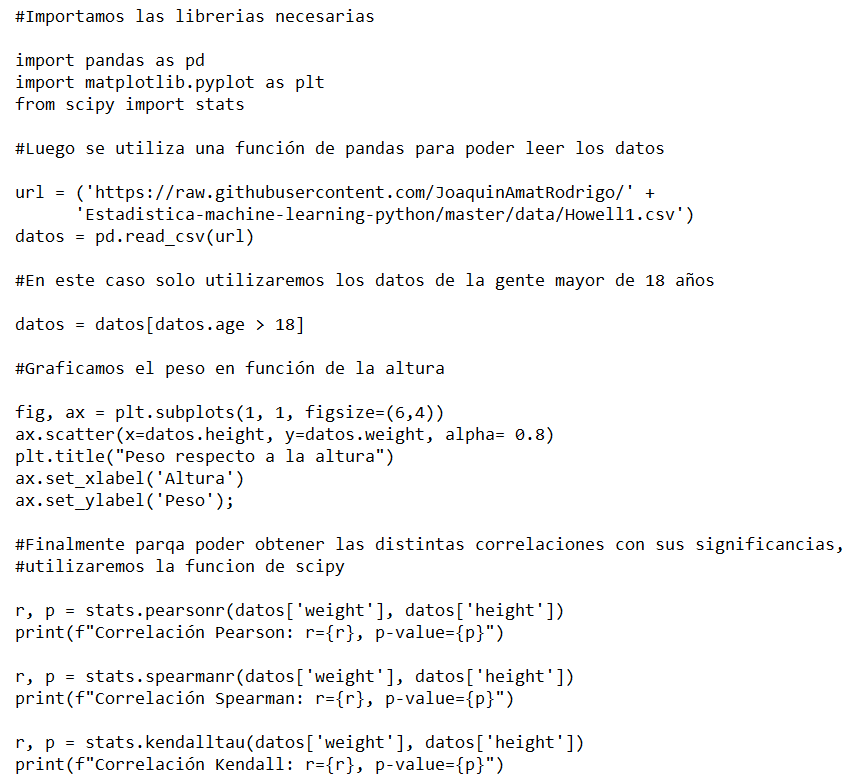 #Importamos las librerias necesarias
import pandas as pd
import matplotlib.pyplot as plt
from scipy import stats
#Luego se utiliza una función de pandas para poder leer los datos
url = ('https://raw.githubusercontent.com/JoaquinAmatRodrigo/' +
'Estadistica-machine-learning-python/master/data/Howell1.csv')
datos = pd.read_csv(url)
#En este caso solo utilizaremos los datos de la gente mayor de 18 años
datos = datos[datos.age > 18]
#Graficamos el peso en función de la altura
fig, ax = plt.subplots(1, 1, figsize=(6,4))
ax.scatter(x=datos.height, y=datos.weight, alpha= 0.8)
plt.title("Peso respecto a la altura")
ax.set_xlabel('Altura')
ax.set_ylabel('Peso');
#Finalmente parqa poder obtener las distintas correlaciones con sus significancias,
#utilizaremos la funcion de scipy
r, p = stats.pearsonr(datos['weight'], datos['height'])
print(f"Correlación Pearson: r={r}, p-value={p}")
r, p = stats.spearmanr(datos['weight'], datos['height'])
print(f"Correlación Spearman: r={r}, p-value={p}")
r, p = stats.kendalltau(datos['weight'], datos['height'])
print(f"Correlación Kendall: r={r}, p-value={p}")